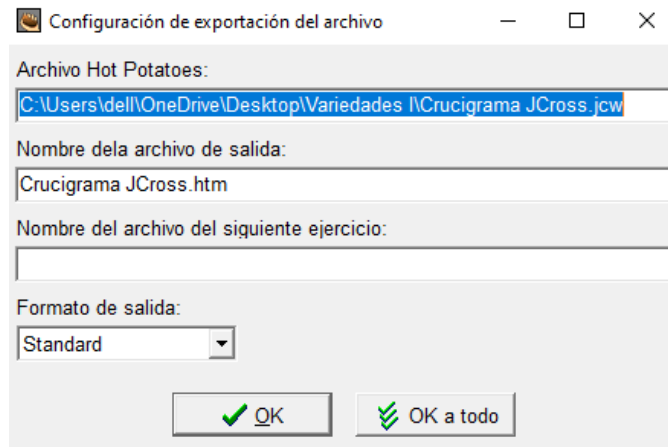 Configuración de exportación del archivo
Archivo Hot Potatoes:
C:\Users\dell\OneDrive\Desktop\Variedades I\Crucigrama JCross.jcw
Nombre dela archivo de salida:
Crucigrama JCross.htm
Nombre del archivo del siguiente ejercicio:
Formato de salida:
Standard
OK
OK a todo